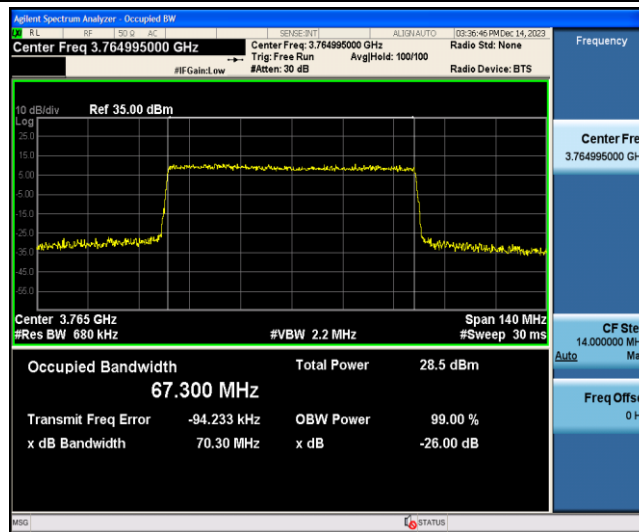 Agilent Spectrum Analyzer - Occupied BW
RL RF 50 Ω AC SENSE:INT ALIGNAUTO 03:36:46 PM Dec 14, 2023
Center Freq 3.764995000 GHz
Center Freq: 3.764995000 GHz
Radio Std: None
Trig: Free Run Avg|Hold: 100/100
#IFGain:Low #Atten: 30 dB Radio Device: BTS
Frequency
10 dB/div Ref 35.00 dBm
Log
25.0
15.0
5.00
-5.00
-15.0
-25.0
-35.0
-45.0
-55.0
Center 3.765 GHz Span 140 MHz
#Res BW 680 kHz #VBW 2.2 MHz #Sweep 30 ms
Occupied Bandwidth Total Power 28.5 dBm
67.300 MHz
Transmit Freq Error -94.233 kHz OBW Power 99.00 %
x dB Bandwidth 70.30 MHz x dB -26.00 dB
Center Fre
3.764995000 GH
CF Ste
14.000000 MH
Auto Ma
Freq Offse
0 H
MSG STATUS